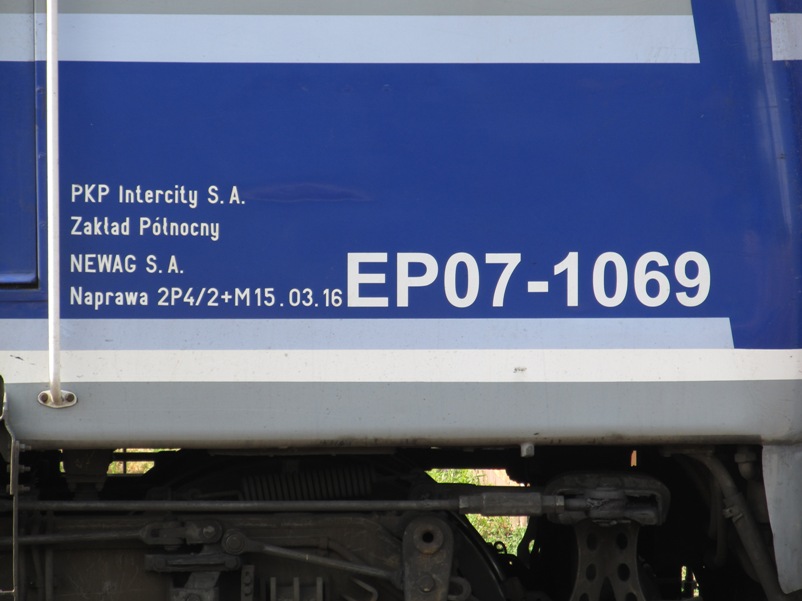 PKP Intercity S.A.
Zakład Północny
NEWAG S.A.
Naprawa 2P4/2+M15.03.16
EP07-1069